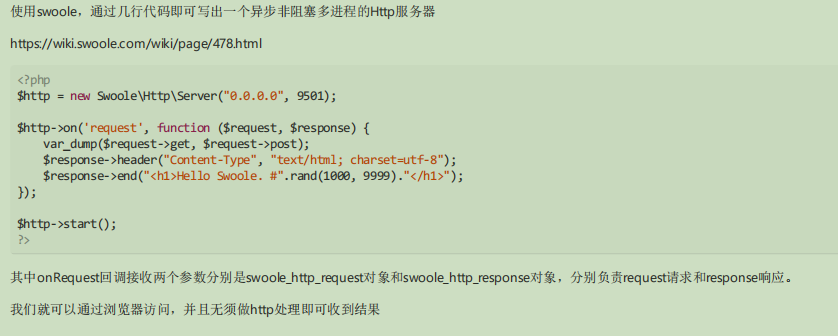 使用swoole，通过几行代码即可写出一个异步非阻塞多进程的Http服务器
https://wiki.swoole.com/wiki/page/478.html
<?php
$http = new Swoole\Http\Server("0.0.0.0", 9501);
$http->on('request', function ($request, $response) {
    var_dump($request->get, $request->post);
    $response->header("Content-Type", "text/html; charset=utf-8");
    $response->end("<h1>Hello Swoole. #".rand(1000, 9999)."</h1>");
});
$http->start();
?>
其中onRequest回调接收两个参数分别是swoole_http_request对象和swoole_http_response对象，分别负责request请求和response响应。
我们就可以通过浏览器访问，并且无须做http处理即可收到结果